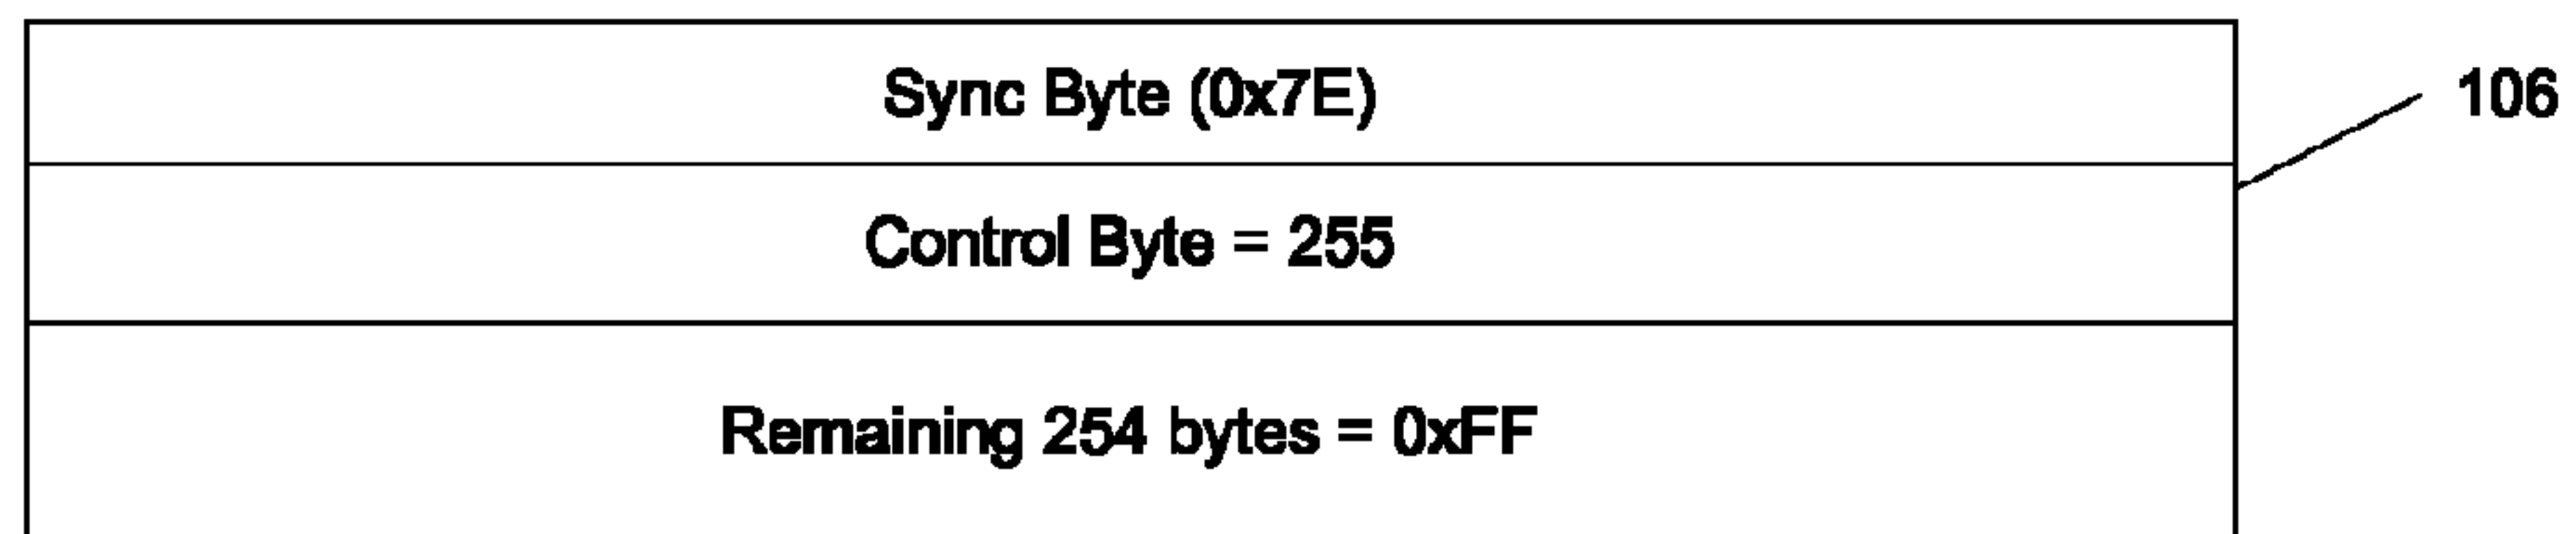 Sync Byte (0x7E)
106
Control Byte = 255
Remaining 254 bytes = 0xFF